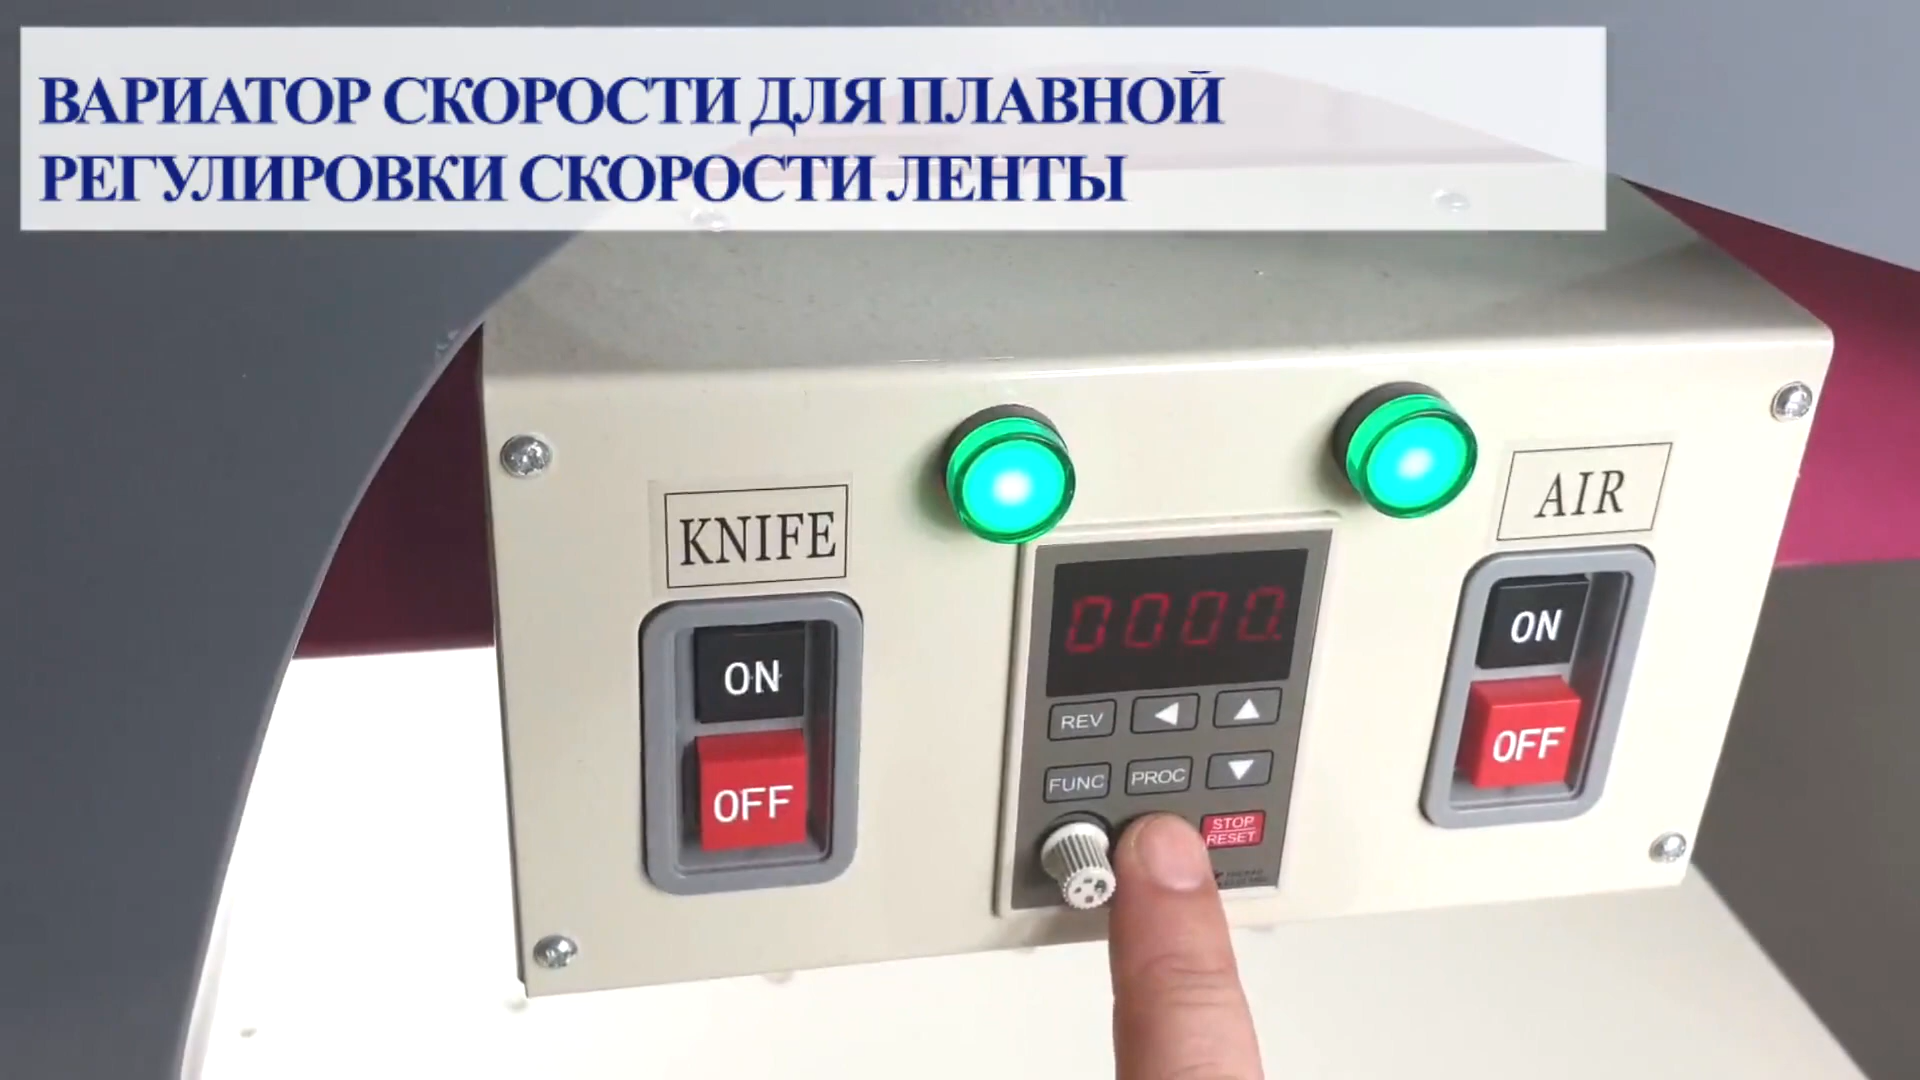 ВАРИАТОР СКОРОСТИ ДЛЯ ПЛАВНОЙ
РЕГУЛИРОВКИ СКОРОСТИ ЛЕНТЫ
KNIFE
AIR
ON
OFF
0000.
REV
FUNC
PROC
STOP
RESET
ON
OFF